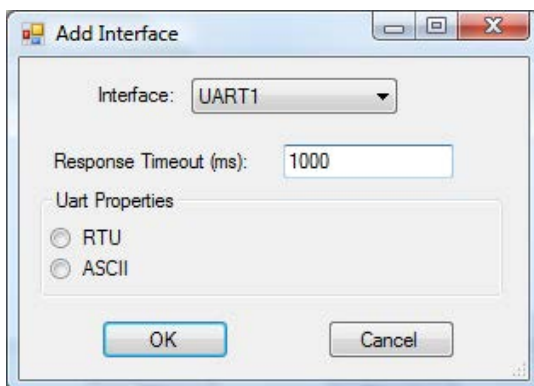 Add Interface
Interface: UART1
Response Timeout (ms): 1000
Uart Properties
RTU
ASCII
OK Cancel